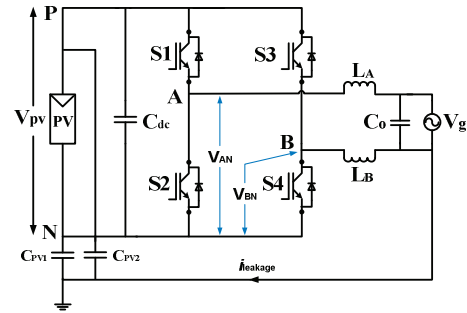 P
S1
S3
LA
A
Vpv
PV
Cdc
VAN
Co
Vg
B
LB
S2
VBN
S4
N
CPV1
CPV2
ileakage